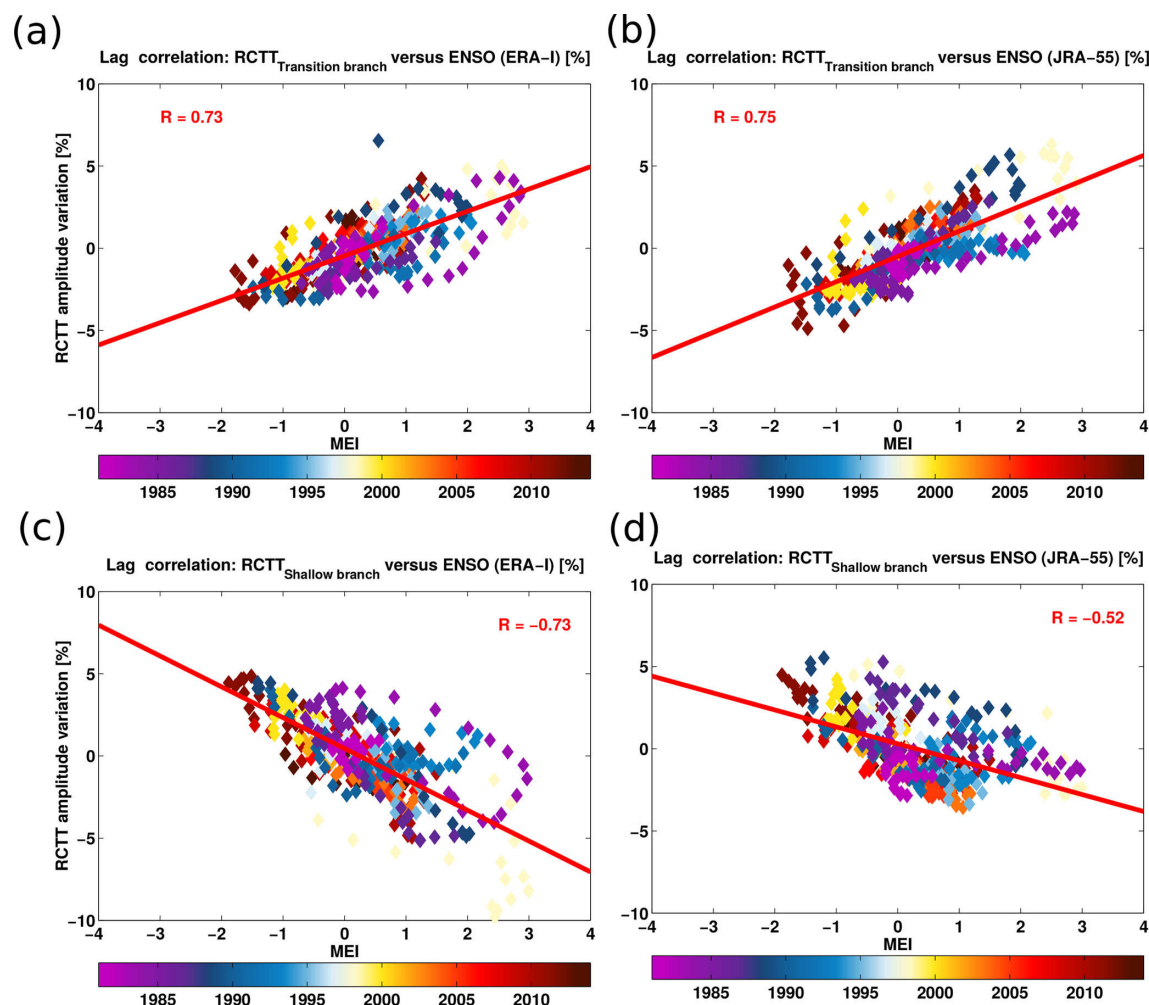 (a)
Lag correlation: RCTT Transition branch versus ENSO (ERA−I) [%]
R = 0.73
RCTT amplitude variation [%]
10
5
0
−5
−10
−4 −3 −2 −1 0 1 2 3 4
MEI
1985 1990 1995 2000 2005 2010
(b)
Lag correlation: RCTT Transition branch versus ENSO (JRA−55) [%]
R = 0.75
10
5
0
−5
−10
−4 −3 −2 −1 0 1 2 3 4
MEI
1985 1990 1995 2000 2005 2010
(c)
Lag correlation: RCTT Shallow branch versus ENSO (ERA−I) [%]
R = −0.73
RCTT amplitude variation [%]
10
5
0
−5
−10
−4 −3 −2 −1 0 1 2 3 4
MEI
1985 1990 1995 2000 2005 2010
(d)
Lag correlation: RCTT Shallow branch versus ENSO (JRA−55) [%]
R = −0.52
10
5
0
−5
−10
−4 −3 −2 −1 0 1 2 3 4
MEI
1985 1990 1995 2000 2005 2010